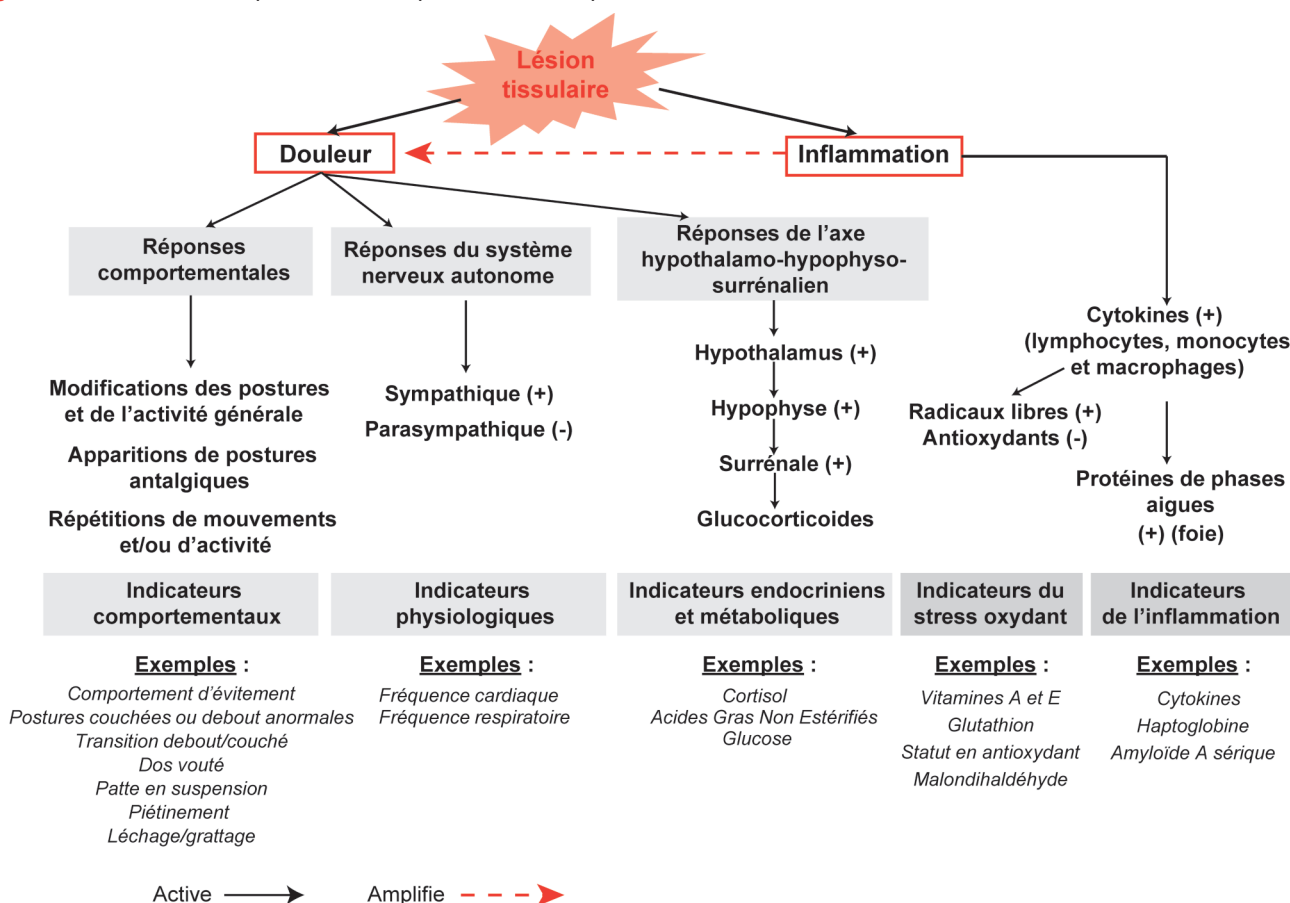 Lésion
tissulaire
Douleur
Inflammation
Réponses
comportementales
Réponses du système
nerveux autonome
Réponses de l'axe
hypothalamo-hypophyso-
surrénalien
Modifications des postures
et de l'activité générale
Apparitions de postures
antalgiques
Répétitions de mouvements
et/ou d'activité
Sympathique (+)
Parasympathique (-)
Hypothalamus (+)
Hypophyse (+)
Surrénale (+)
Glucocorticoides
Cytokines (+)
(lymphocytes, monocytes
et macrophages)
Radicaux libres (+)
Antioxydants (-)
Protéines de phases
aigues
(+) (foie)
Indicateurs
comportementaux
Indicateurs
physiologiques
Indicateurs endocriniens
et métaboliques
Indicateurs du
stress oxydant
Indicateurs
de l'inflammation
Exemples :
Comportement d'évitement
Postures couchées ou debout anormales
Transition debout/couché
Dos vouté
Patte en suspension
Piétinement
Léchage/grattage
Exemples :
Fréquence cardiaque
Fréquence respiratoire
Exemples :
Cortisol
Acides Gras Non Estérifiés
Glucose
Exemples :
Vitamines A et E
Glutathion
Statut en antioxydant
Malondihaldéhyde
Exemples :
Cytokines
Haptoglobine
Amyloïde A sérique
Active
Amplifie